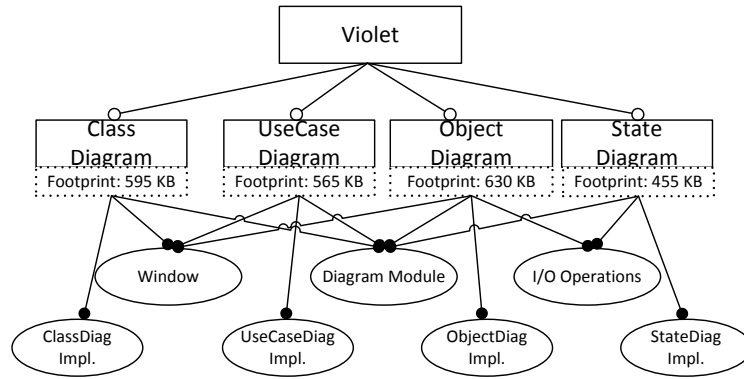 Violet
Class
Diagram
UseCase
Diagram
Object
Diagram
State
Diagram
Footprint: 595 KB
Footprint: 565 KB
Footprint: 630 KB
Footprint: 455 KB
Window
Diagram Module
I/O Operations
ClassDiag
Impl.
UseCaseDiag
Impl.
ObjectDiag
Impl.
StateDiag
Impl.